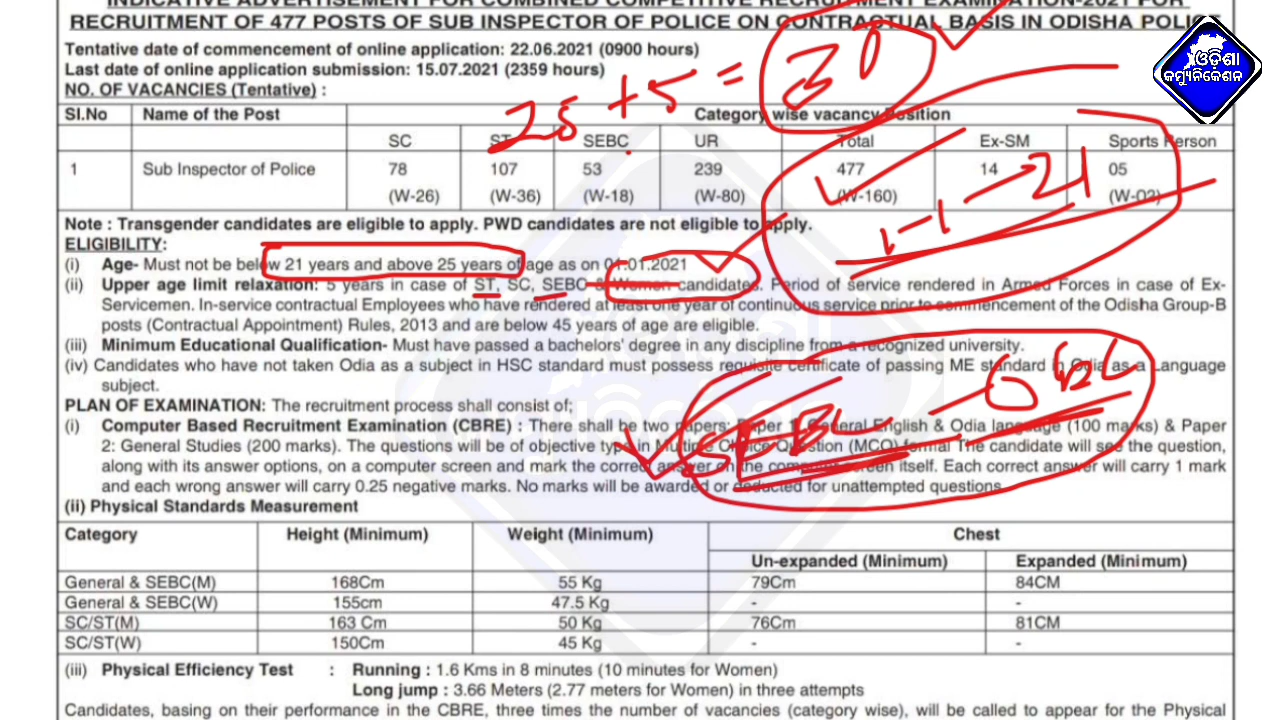 INDICATIVE ADVERTISEMENT FOR COMBINED COMPETITIVE RECRUITMENT EXAMINATION-2021 FOR
RECRUITMENT OF 477 POSTS OF SUB INSPECTOR OF POLICE ON CONTRACTUAL BASIS IN ODISHA POLICE
ଓଡ଼ିଶା
କମ୍ୟୁନିକେଶନ
Tentative date of commencement of online application: 22.06.2021 (0900 hours)
Last date of online application submission: 15.07.2021 (2359 hours)
NO. OF VACANCIES (Tentative) :
25 + 5 = 30
Sl.No Name of the Post Category wise vacancy Position
SC ST SEBC UR Total Ex-SM Sports Person
1 Sub Inspector of Police 78 107 53 239 477 14 05
(W-26) (W-36) (W-18) (W-80) (W-160) (W-02)
1-1-21
Note : Transgender candidates are eligible to apply. PWD candidates are not eligible to apply.
ELIGIBILITY:
(i) Age- Must not be below 21 years and above 25 years of age as on 01.01.2021
(ii) Upper age limit relaxation: 5 years in case of ST, SC, SEBC & Women candidates. Period of service rendered in Armed Forces in case of Ex-
Servicemen. In-service contractual Employees who have rendered at least one year of continuous service prior to commencement of the Odisha Group-B
posts (Contractual Appointment) Rules, 2013 and are below 45 years of age are eligible.
(iii) Minimum Educational Qualification- Must have passed a bachelors' degree in any discipline from a recognized university.
(iv) Candidates who have not taken Odia as a subject in HSC standard must possess requisite certificate of passing ME standard in Odia as a Language
subject.
SEBC - OBC
PLAN OF EXAMINATION: The recruitment process shall consist of;
(i) Computer Based Recruitment Examination (CBRE) : There shall be two papers: Paper 1: General English & Odia language (100 marks) & Paper
2: General Studies (200 marks). The questions will be of objective type in Multiple Choice Question (MCQ) format The candidate will see the question,
along with its answer options, on a computer screen and mark the correct answer on the computer screen itself. Each correct answer will carry 1 mark
and each wrong answer will carry 0.25 negative marks. No marks will be awarded or deducted for unattempted questions.
(ii) Physical Standards Measurement
Category Height (Minimum) Weight (Minimum) Chest
Un-expanded (Minimum) Expanded (Minimum)
General & SEBC(M) 168Cm 55 Kg 79Cm 84CM
General & SEBC(W) 155cm 47.5 Kg - -
SC/ST(M) 163 Cm 50 Kg 76Cm 81CM
SC/ST(W) 150Cm 45 Kg - -
(iii) Physical Efficiency Test : Running : 1.6 Kms in 8 minutes (10 minutes for Women)
Long jump : 3.66 Meters (2.77 meters for Women) in three attempts
Candidates, basing on their performance in the CBRE, three times the number of vacancies (category wise), will be called to appear for the Physical